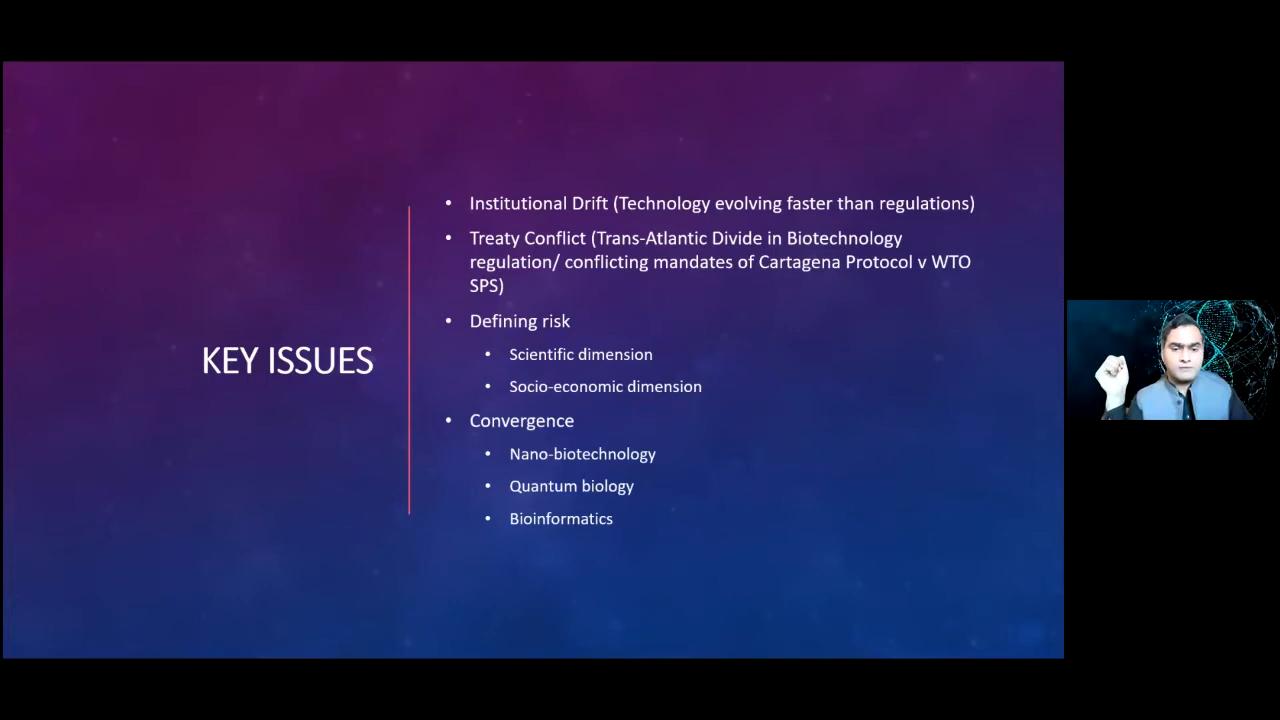 KEY ISSUES
• Institutional Drift (Technology evolving faster than regulations)
• Treaty Conflict (Trans-Atlantic Divide in Biotechnology
regulation/ conflicting mandates of Cartagena Protocol v WTO
SPS)
• Defining risk
• Scientific dimension
• Socio-economic dimension
• Convergence
• Nano-biotechnology
• Quantum biology
• Bioinformatics